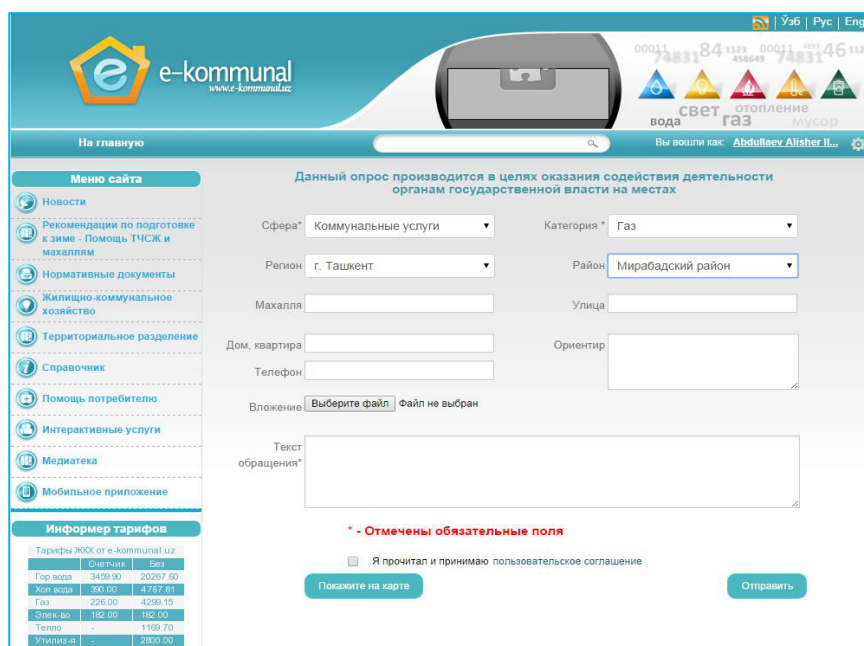 Ўзб | Рус | Eng
e-kommunal
www.e-kommunal.uz
вода
свет
газ
отопление
мусор
На главную
Вы вошли как: Abdullaev Alisher Il...
Меню сайта
Новости
Рекомендации по подготовке
к зиме - Помощь ТЧСЖ и
махаллям
Нормативные документы
Жилищно-коммунальное
хозяйство
Территориальное разделение
Справочник
Помощь потребителю
Интерактивные услуги
Медиатека
Мобильное приложение
Информер тарифов
Тарифы ЖКХ от e-kommunal.uz
Счетчик Без
Гор.вода 3459.90 20267.60
Хол.вода 390.00 4767.81
Газ 226.00 4299.15
Элек-во 182.00 182.00
Тепло - 1169.70
Утилиз-я - 2800.00
Данный опрос производится в целях оказания содействия деятельности
органам государственной власти на местах
Сфера* Коммунальные услуги Категория * Газ
Регион г. Ташкент Район Мирабадский район
Махалля Улица
Дом, квартира Ориентир
Телефон
Вложение Выберите файл Файл не выбран
Текст
обращения*
* - Отмечены обязательные поля
Я прочитал и принимаю пользовательское соглашение
Покажите на карте Отправить